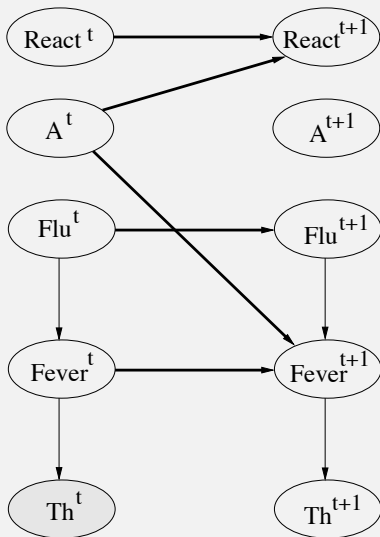 React t React t+1
A t A t+1
Flu t Flu t+1
Fever t Fever t+1
Th t Th t+1